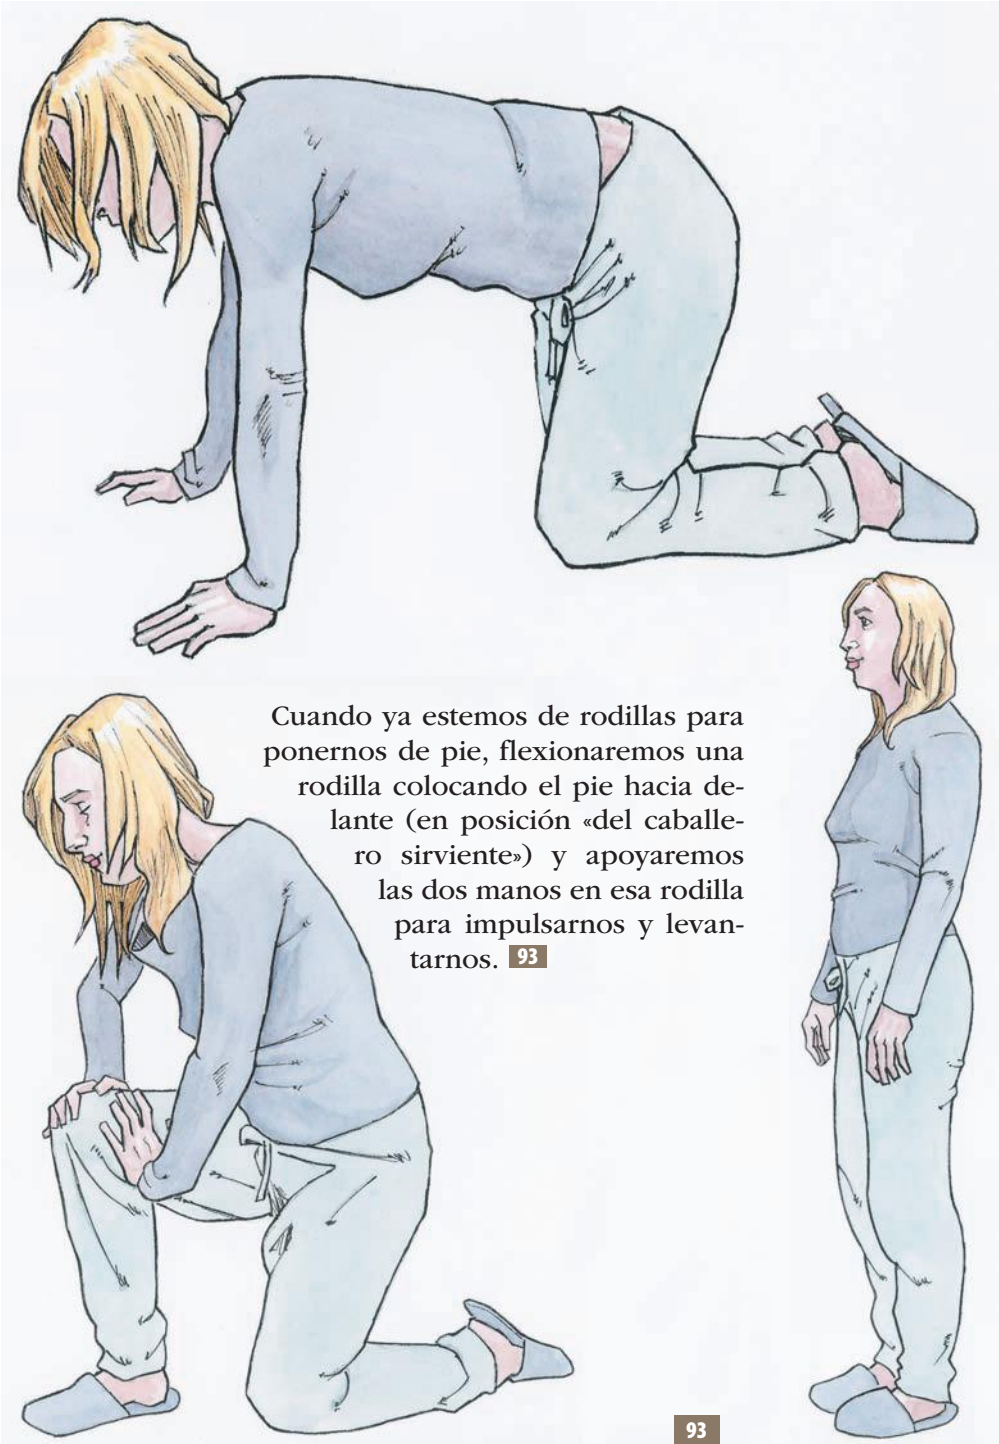 Cuando ya estemos de rodillas para
ponernos de pie, flexionaremos una
rodilla colocando el pie hacia de-
lante (en posición «del caballe-
ro sirviente») y apoyaremos
las dos manos en esa rodilla
para impulsarnos y levan-
tarnos. 93
93